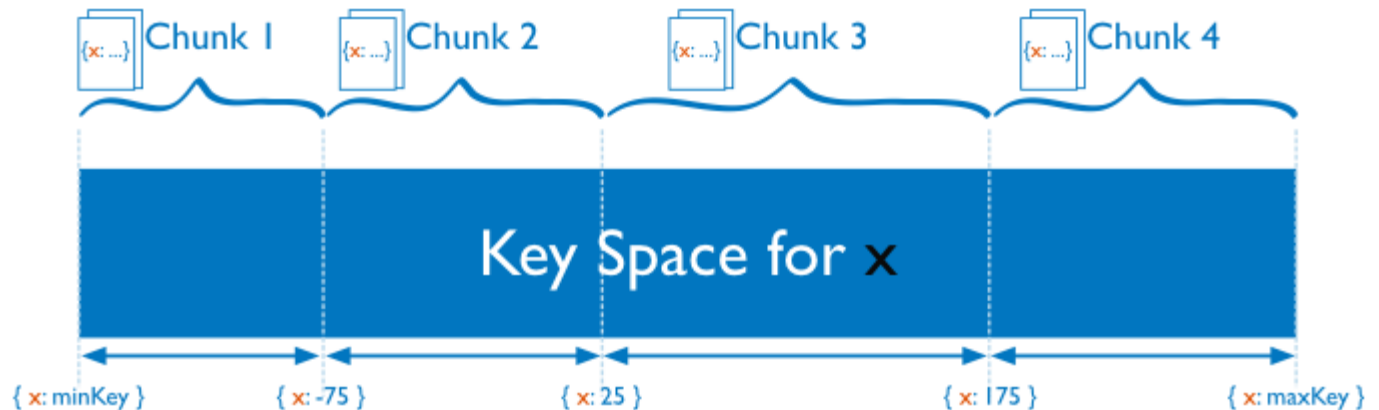 {x: ...} Chunk 1
{x: ...} Chunk 2
{x: ...} Chunk 3
{x: ...} Chunk 4
Key Space for x
{ x: minKey }
{ x: -75 }
{ x: 25 }
{ x: 175 }
{ x: maxKey }